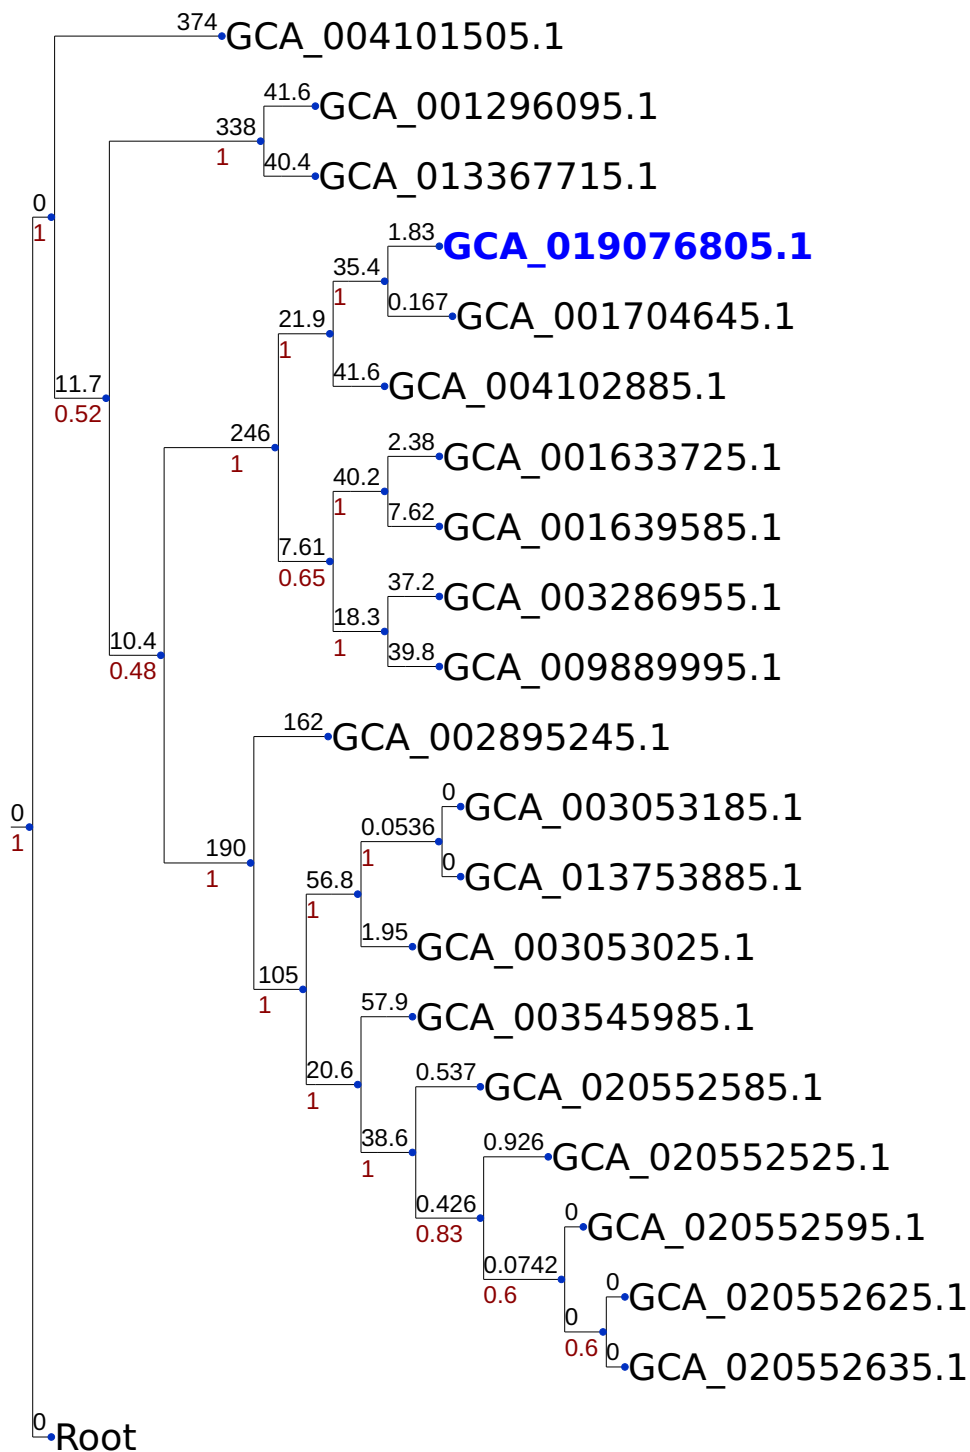 374
GCA_004101505.1
41.6
GCA_001296095.1
338
1
40.4
GCA_013367715.1
0
1
1.83
GCA_019076805.1
35.4
1
0.167
GCA_001704645.1
21.9
1
41.6
GCA_004102885.1
11.7
0.52
246
1
2.38
GCA_001633725.1
40.2
1
7.62
GCA_001639585.1
7.61
0.65
37.2
GCA_003286955.1
18.3
1
39.8
GCA_009889995.1
10.4
0.48
162
GCA_002895245.1
0
GCA_003053185.1
0
1
0.0536
1
0
GCA_013753885.1
190
1
56.8
1
1.95
GCA_003053025.1
105
1
57.9
GCA_003545985.1
20.6
1
0.537
GCA_020552585.1
38.6
1
0.926
GCA_020552525.1
0.426
0.83
0
GCA_020552595.1
0.0742
0.6
0
GCA_020552625.1
0
0.6
0
GCA_020552635.1
0
Root